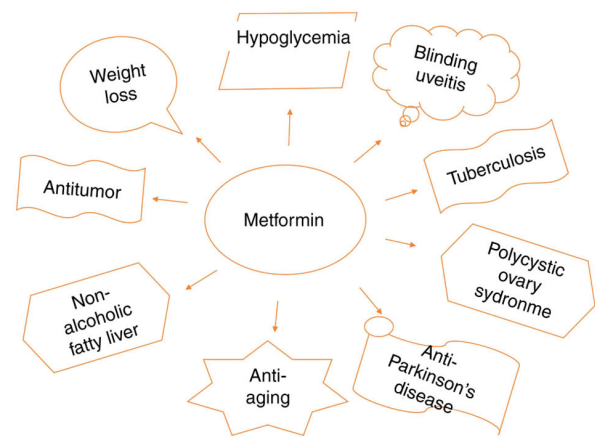 Hypoglycemia
Weight
loss
Blinding
uveitis
Antitumor
Tuberculosis
Metformin
Non-
alcoholic
fatty liver
Polycystic
ovary
sydronme
Anti-
aging
Anti-
Parkinson's
disease